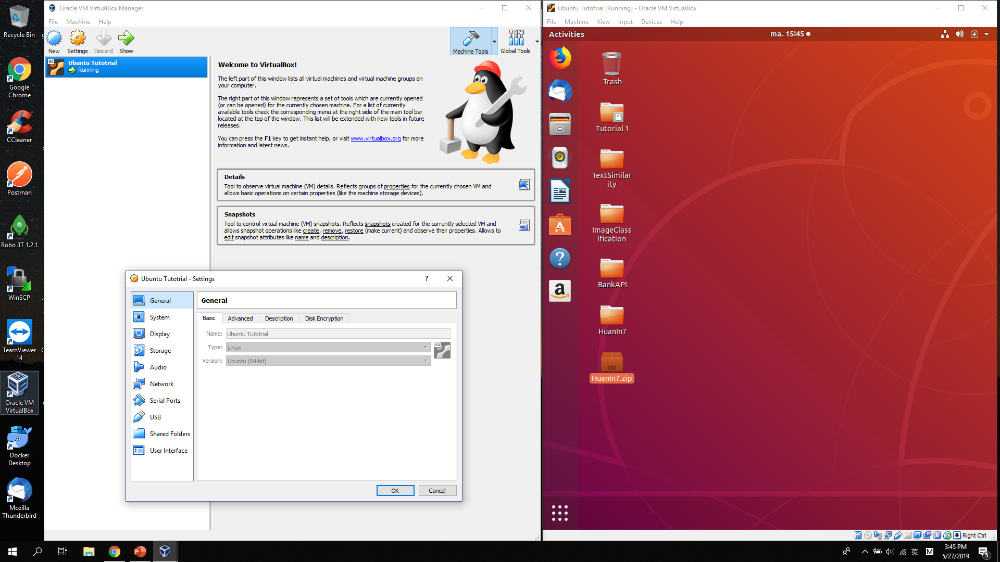 Recycle Bin
Google
Chrome
CCleaner
Postman
Robo 3T 1.2.1
WinSCP
TeamViewer
14
Oracle VM
VirtualBox
Docker
Desktop
Mozilla
Thunderbird
Oracle VM VirtualBox Manager
File Machine Help
New Settings Discard Show
Machine Tools Global Tools
64
Ubuntu Tutotrial
Running
Welcome to VirtualBox!
The left part of this window lists all virtual machines and virtual machine groups on
your computer.
The right part of this window represents a set of tools which are currently opened
(or can be opened) for the currently chosen machine. For a list of currently
available tools check the corresponding menu at the right side of the main tool bar
located at the top of the window. This list will be extended with new tools in future
releases.
You can press the F1 key to get instant help, or visit www.virtualbox.org for more
information and latest news.
Details
Tool to observe virtual machine (VM) details. Reflects groups of properties for the currently chosen VM and
allows basic operations on certain properties (like the machine storage devices).
Snapshots
Tool to control virtual machine (VM) snapshots. Reflects snapshots created for the currently selected VM and
allows snapshot operations like create, remove, restore (make current) and observe their properties. Allows to
edit snapshot attributes like name and description.
Ubuntu Tutotrial - Settings
?
General
System
Display
Storage
Audio
Network
Serial Ports
USB
Shared Folders
User Interface
General
Basic Advanced Description Disk Encryption
Name: Ubuntu Tutotrial
Type: Linux
64
Version: Ubuntu (64-bit)
OK Cancel
Ubuntu Tutotrial [Running] - Oracle VM VirtualBox
File Machine View Input Devices Help
Activities
ma. 15:45
Trash
Tutorial 1
TextSimilar
ity
ImageClass
ification
BankAPI
HuanIn7
zip
HuanIn7.zip
Right Ctrl
英
M
3:45 PM
5/27/2019
5